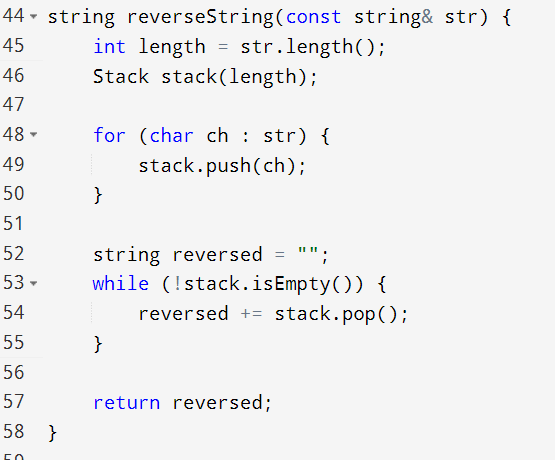 44 string reverseString(const string& str) {
45     int length = str.length();
46     Stack stack(length);
47
48     for (char ch : str) {
49         stack.push(ch);
50     }
51
52     string reversed = "";
53     while (!stack.isEmpty()) {
54         reversed += stack.pop();
55     }
56
57     return reversed;
58 }